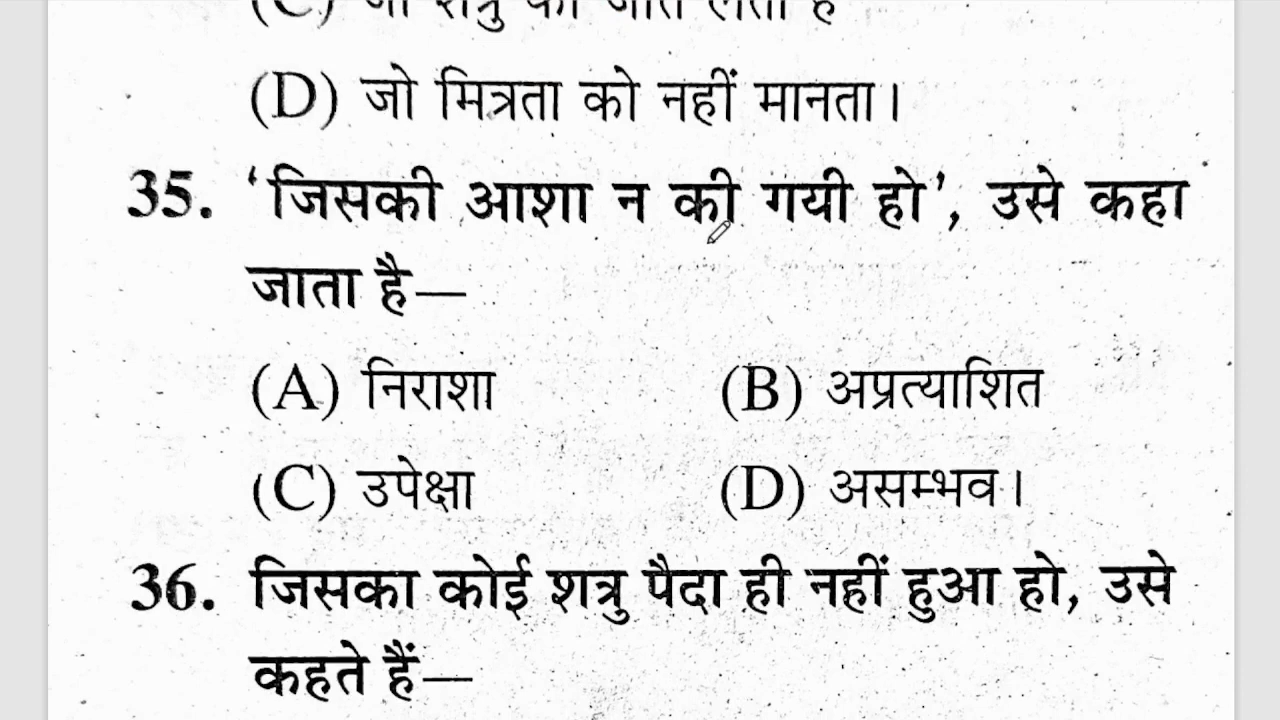 (D) जो मित्रता को नहीं मानता।
35. ‘जिसकी आशा न की गयी हो’, उसे कहा
जाता है—
(A) निराशा (B) अप्रत्याशित
(C) उपेक्षा (D) असम्भव।
36. जिसका कोई शत्रु पैदा ही नहीं हुआ हो, उसे
कहते हैं—